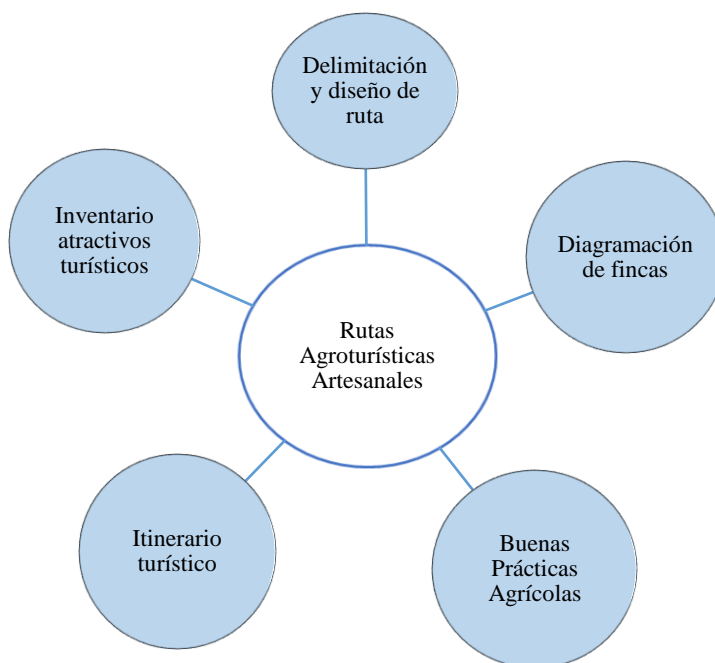 Delimitación
y diseño de
ruta
Inventario
atractivos
turísticos
Diagramación
de fincas
Rutas
Agroturísticas
Artesanales
Itinerario
turístico
Buenas
Prácticas
Agrícolas